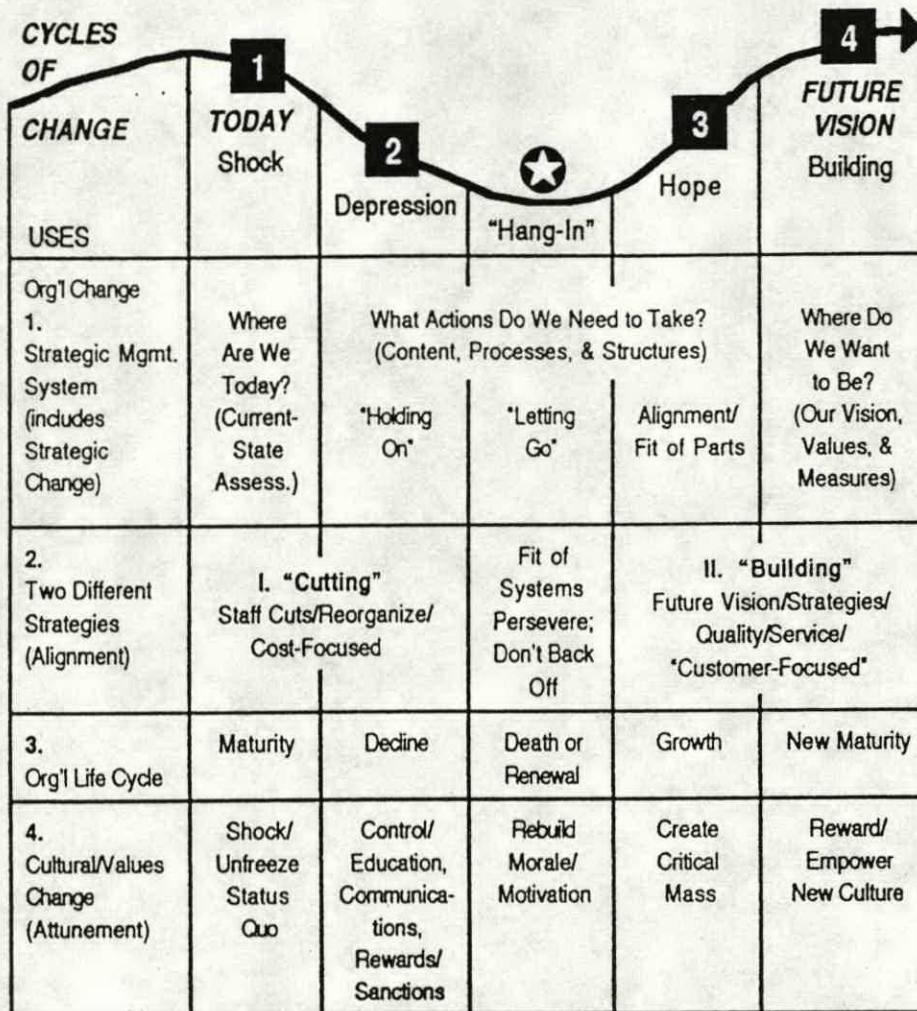 CYCLES
OF
CHANGE
USES
1
TODAY
Shock
2
Depression
"Hang-In"
3
Hope
4
FUTURE
VISION
Building
Org'l Change
1.
Strategic Mgmt.
System
(includes
Strategic
Change)
Where
Are We
Today?
(Current-
State
Assess.)
What Actions Do We Need to Take?
(Content, Processes, & Structures)
"Holding
On"
"Letting
Go"
Alignment/
Fit of Parts
Where Do
We Want
to Be?
(Our Vision,
Values, &
Measures)
2.
Two Different
Strategies
(Alignment)
I. "Cutting"
Staff Cuts/Reorganize/
Cost-Focused
Fit of
Systems
Persevere;
Don't Back
Off
II. "Building"
Future Vision/Strategies/
Quality/Service/
"Customer-Focused"
3.
Org'l Life Cycle
Maturity
Decline
Death or
Renewal
Growth
New Maturity
4.
Cultural/Values
Change
(Attunement)
Shock/
Unfreeze
Status
Quo
Control/
Education,
Communica-
tions,
Rewards/
Sanctions
Rebuild
Morale/
Motivation
Create
Critical
Mass
Reward/
Empower
New Culture